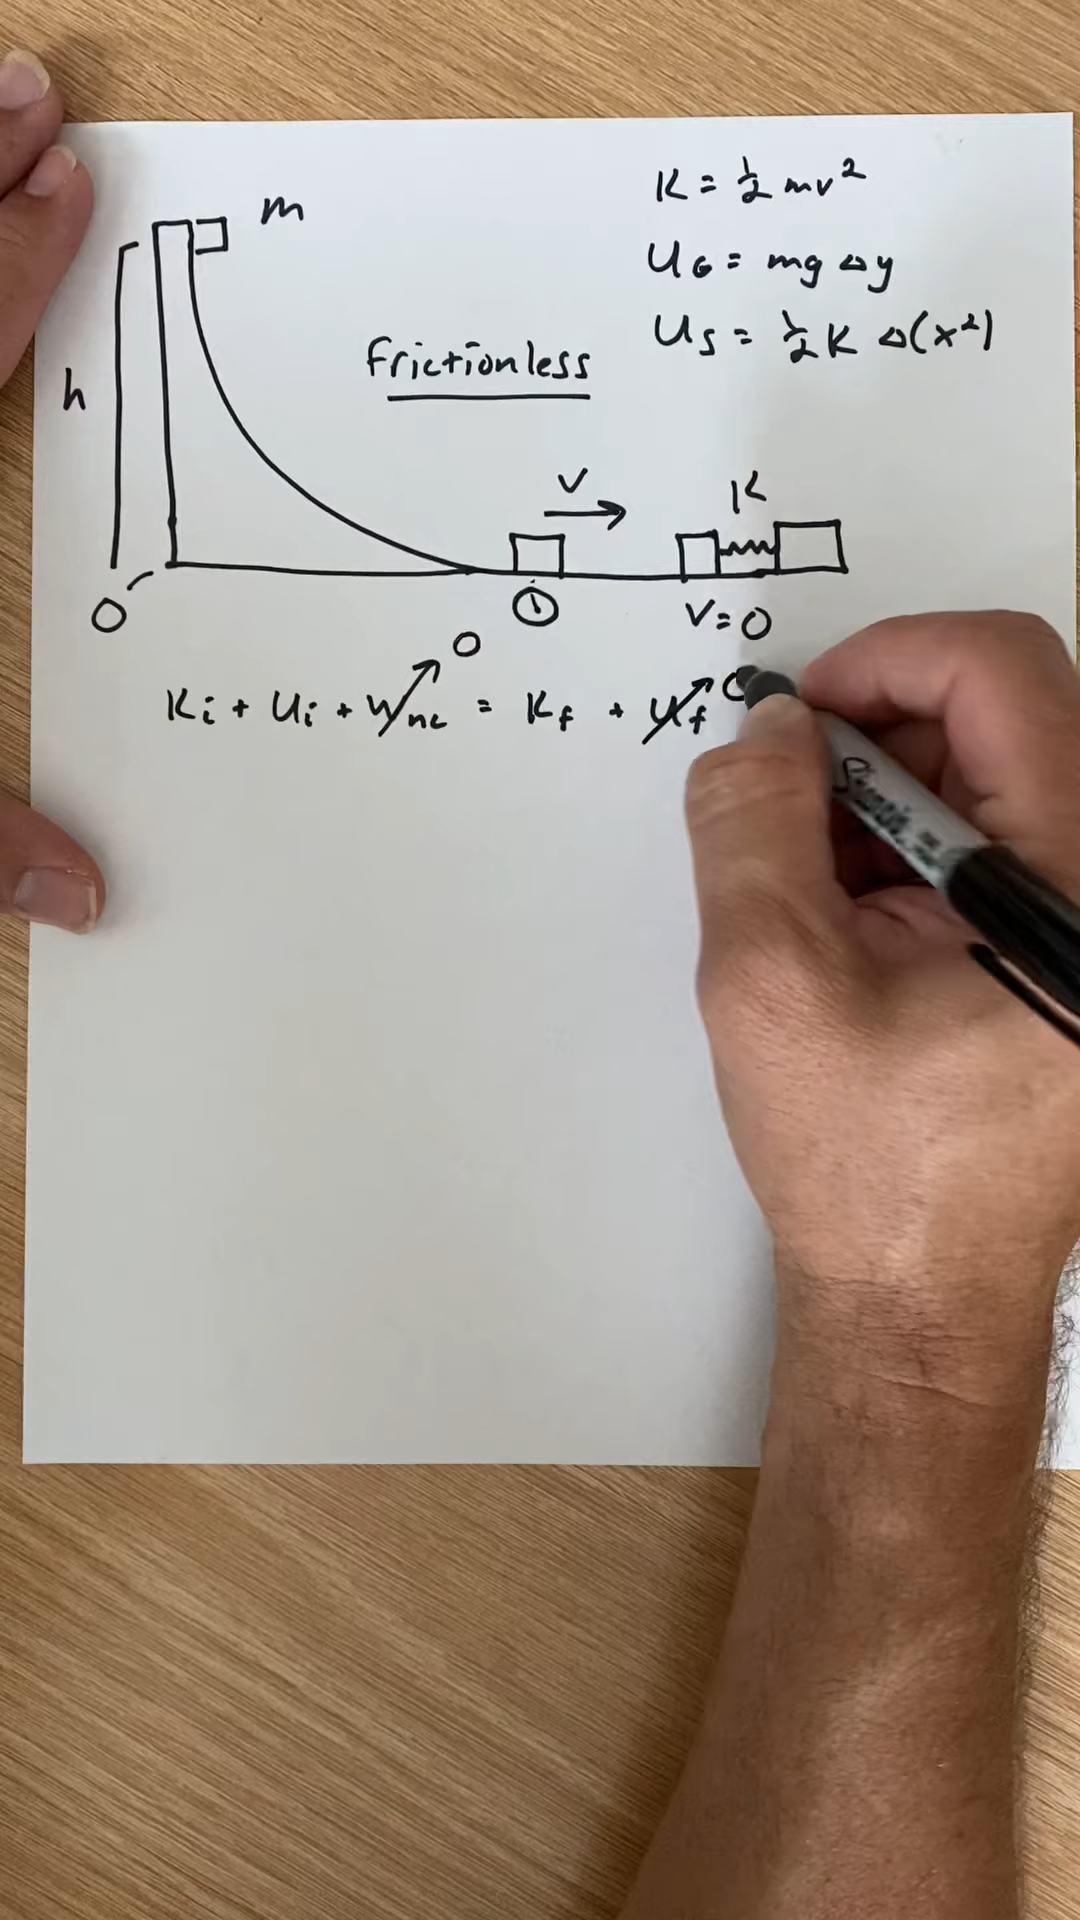 m
K = ½ mv²
U_G = mg Δy
U_S = ½ K Δ(x²)
h
frictionless
V
K
0
①
V = 0
0
K_i + U_i + W_nc = K_f + U_f 0